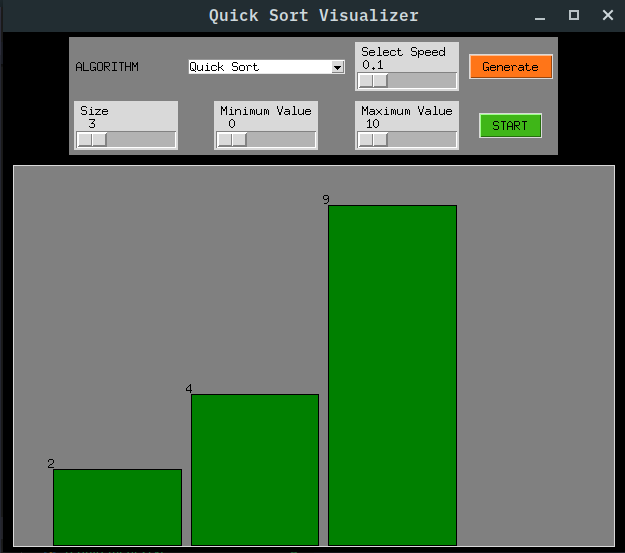 Quick Sort Visualizer
ALGORITHM
Quick Sort
Select Speed
0.1
Generate
Size
3
Minimum Value
0
Maximum Value
10
START
9
4
2